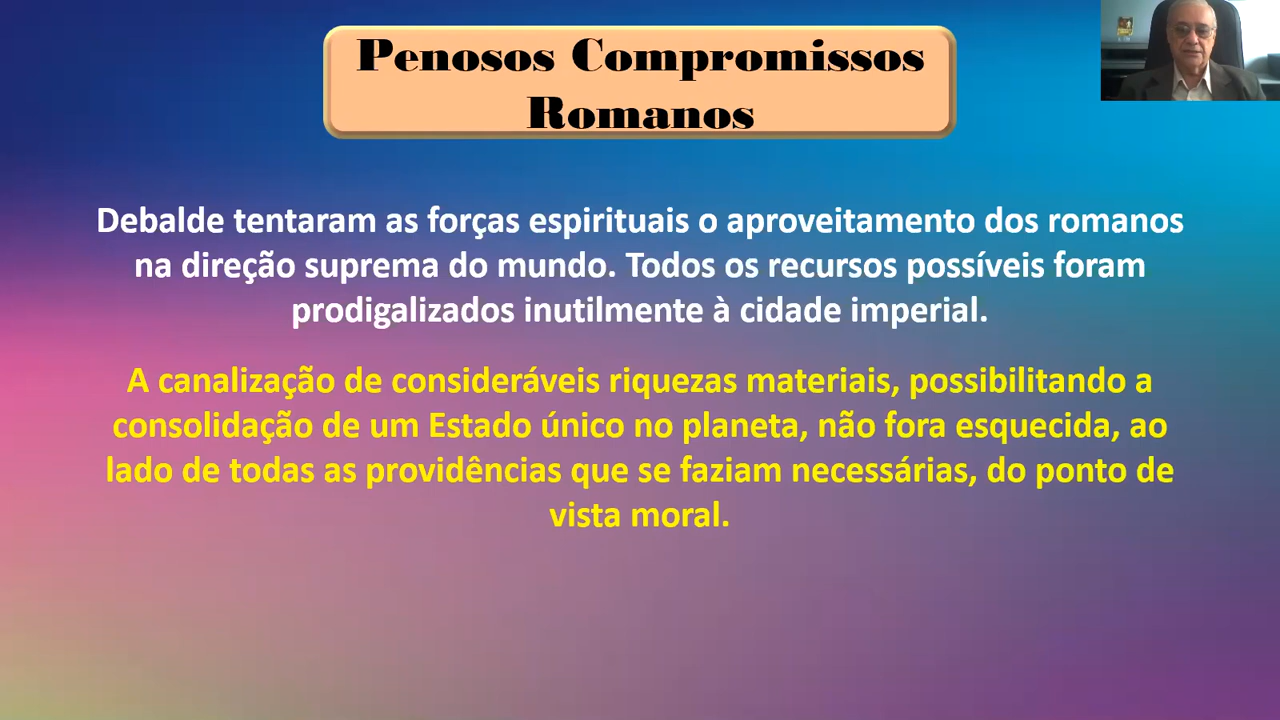 Penosos Compromissos
Romanos
Debalde tentaram as forças espirituais o aproveitamento dos romanos
na direção suprema do mundo. Todos os recursos possíveis foram
prodigalizados inutilmente à cidade imperial.
A canalização de consideráveis riquezas materiais, possibilitando a
consolidação de um Estado único no planeta, não fora esquecida, ao
lado de todas as providências que se faziam necessárias, do ponto de
vista moral.